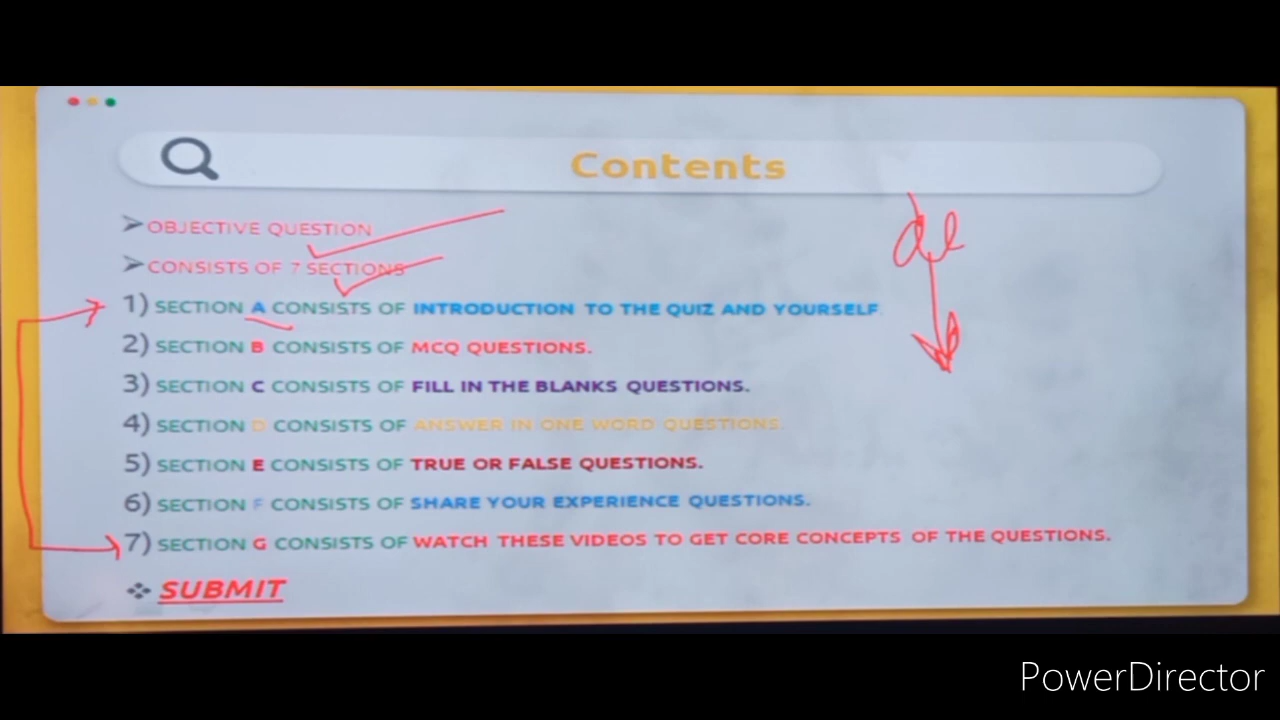 Contents
OBJECTIVE QUESTION
CONSISTS OF 7 SECTIONS
1) SECTION A CONSISTS OF INTRODUCTION TO THE QUIZ AND YOURSELF.
2) SECTION B CONSISTS OF MCQ QUESTIONS.
3) SECTION C CONSISTS OF FILL IN THE BLANKS QUESTIONS.
4) SECTION D CONSISTS OF ANSWER IN ONE WORD QUESTIONS.
5) SECTION E CONSISTS OF TRUE OR FALSE QUESTIONS.
6) SECTION F CONSISTS OF SHARE YOUR EXPERIENCE QUESTIONS.
7) SECTION G CONSISTS OF WATCH THESE VIDEOS TO GET CORE CONCEPTS OF THE QUESTIONS.
SUBMIT
PowerDirector